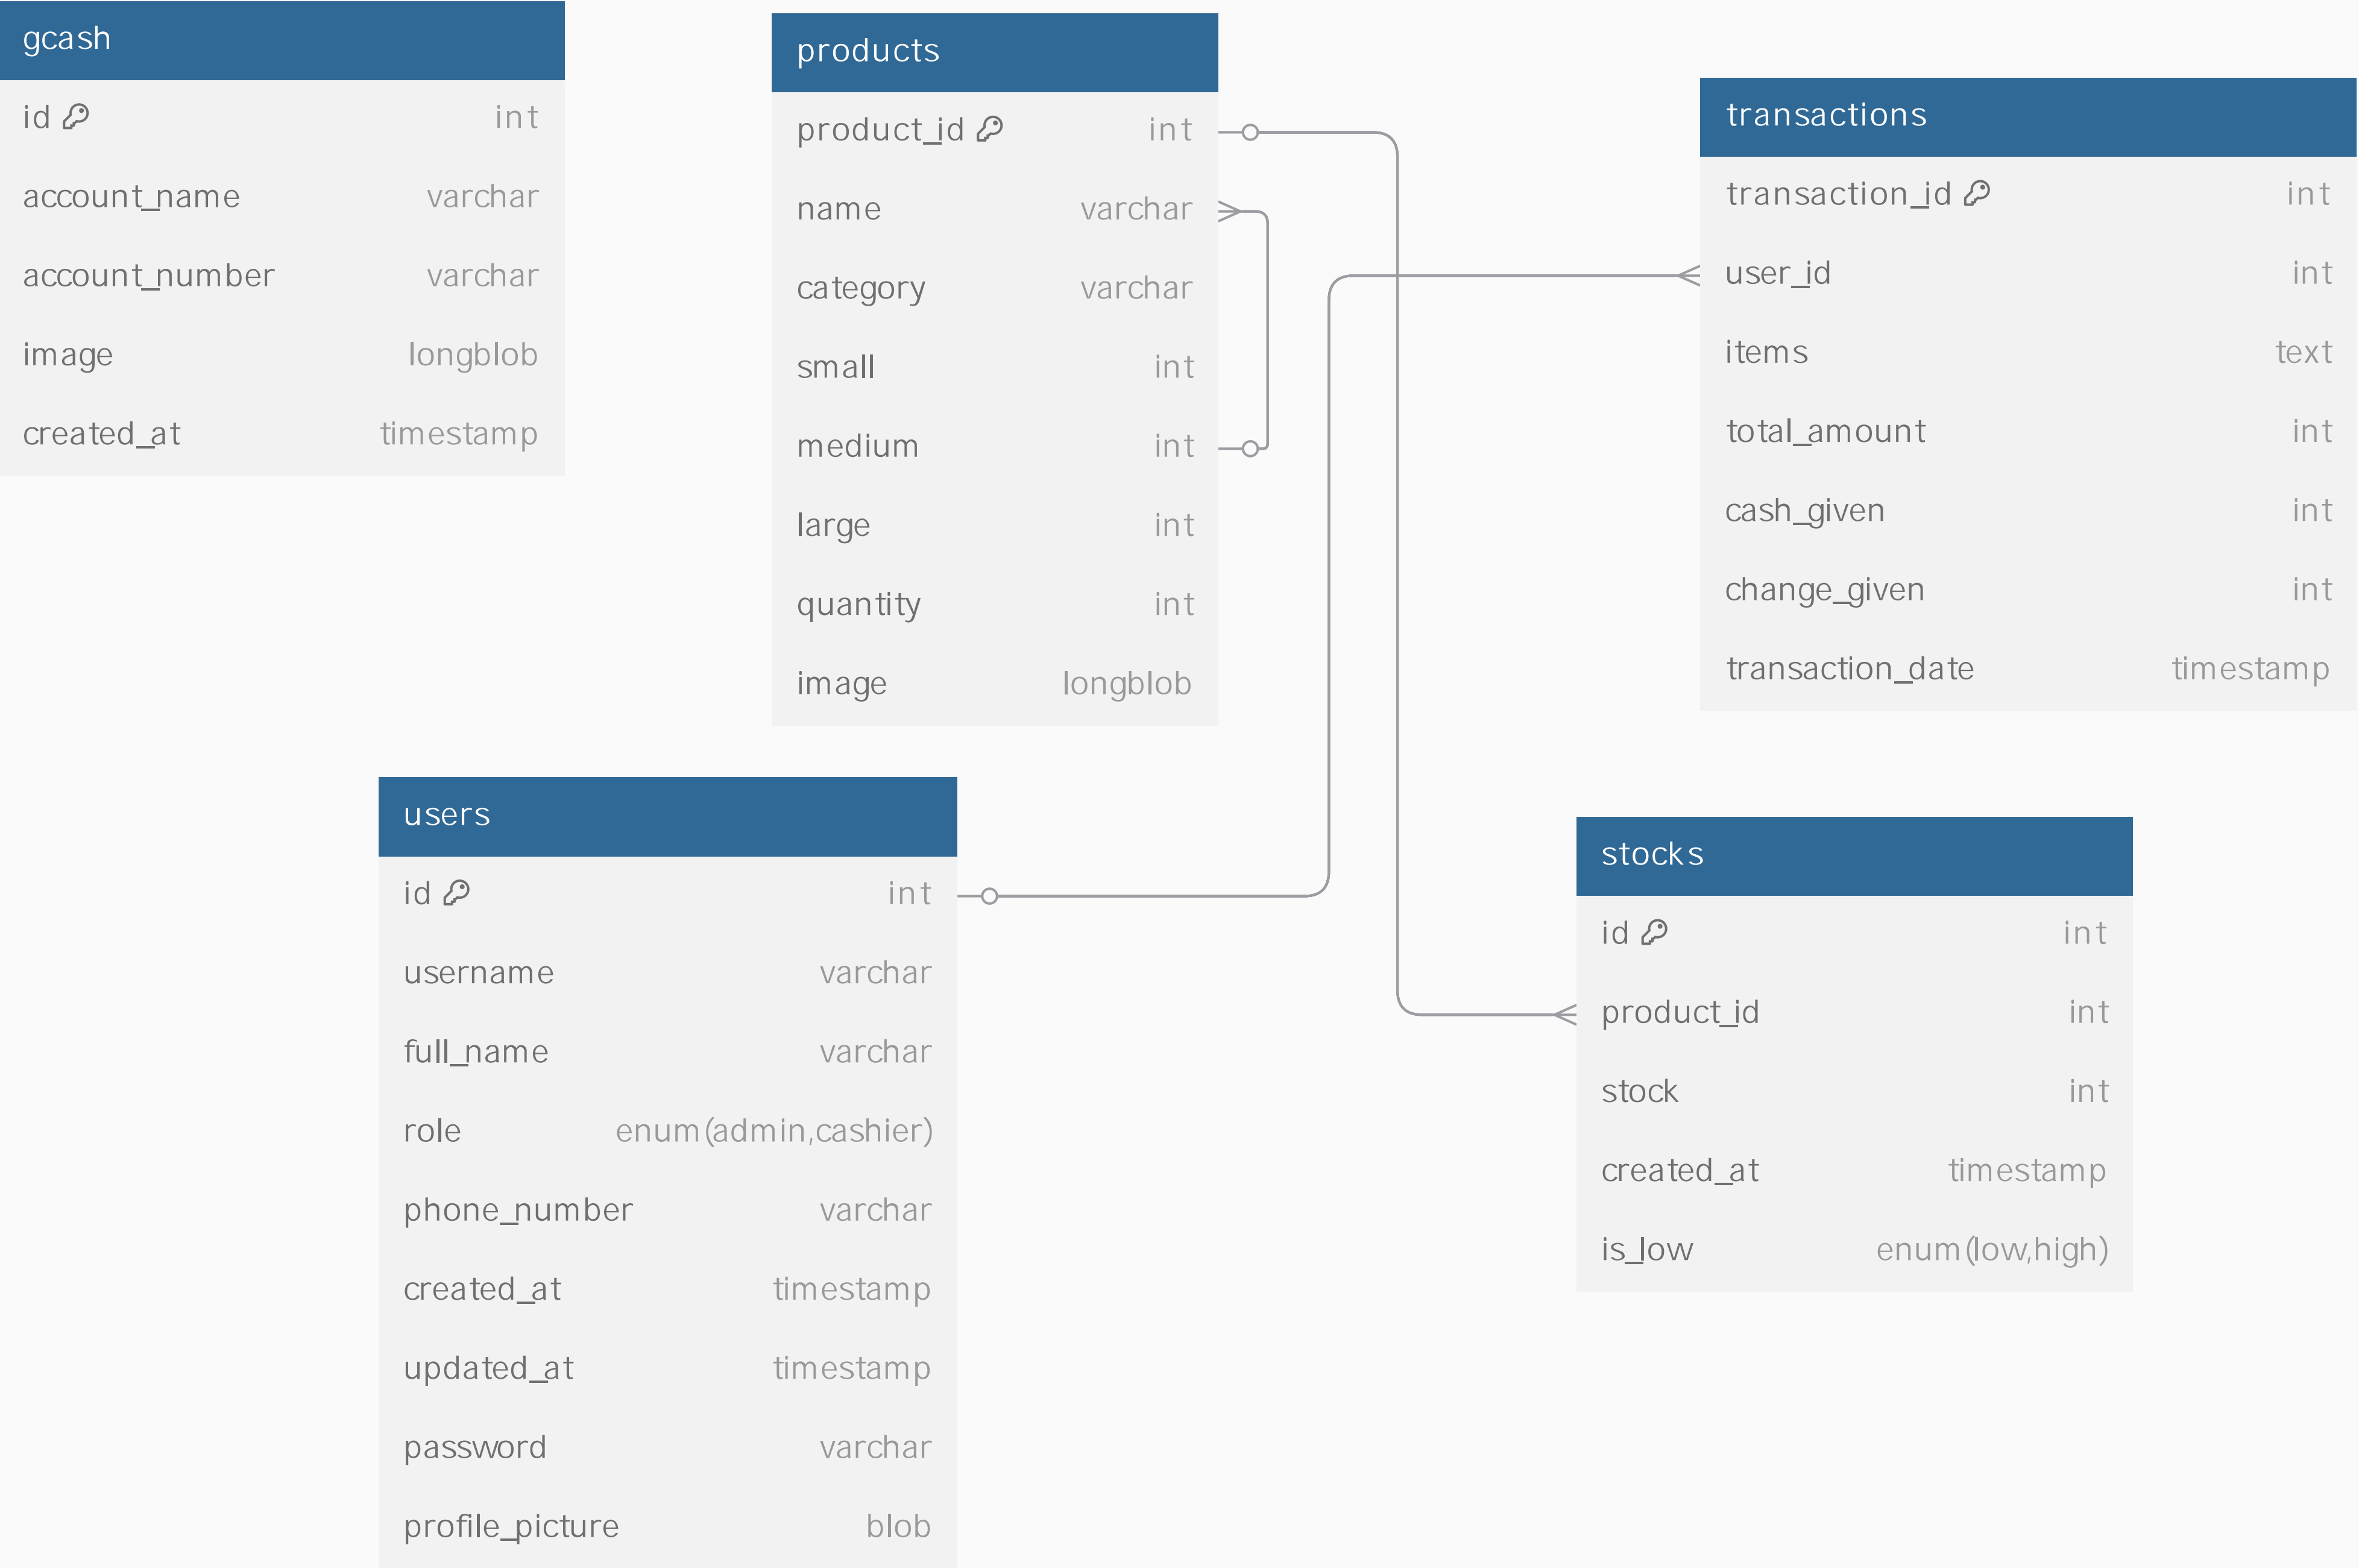 gcash
id int
account_name varchar
account_number varchar
image longblob
created_at timestamp
products
product_id int
name varchar
category varchar
small int
medium int
large int
quantity int
image longblob
transactions
transaction_id int
user_id int
items text
total_amount int
cash_given int
change_given int
transaction_date timestamp
users
id int
username varchar
full_name varchar
role enum(admin,cashier)
phone_number varchar
created_at timestamp
updated_at timestamp
password varchar
profile_picture blob
stocks
id int
product_id int
stock int
created_at timestamp
is_low enum(low,high)